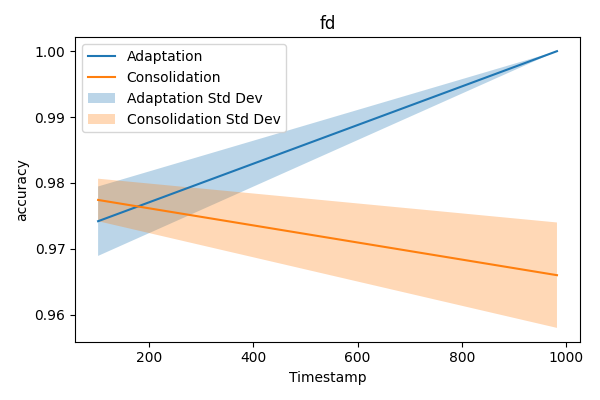 fd
Adaptation
Consolidation
Adaptation Std Dev
Consolidation Std Dev
accuracy
1.00
0.99
0.98
0.97
0.96
200 400 600 800 1000
Timestamp